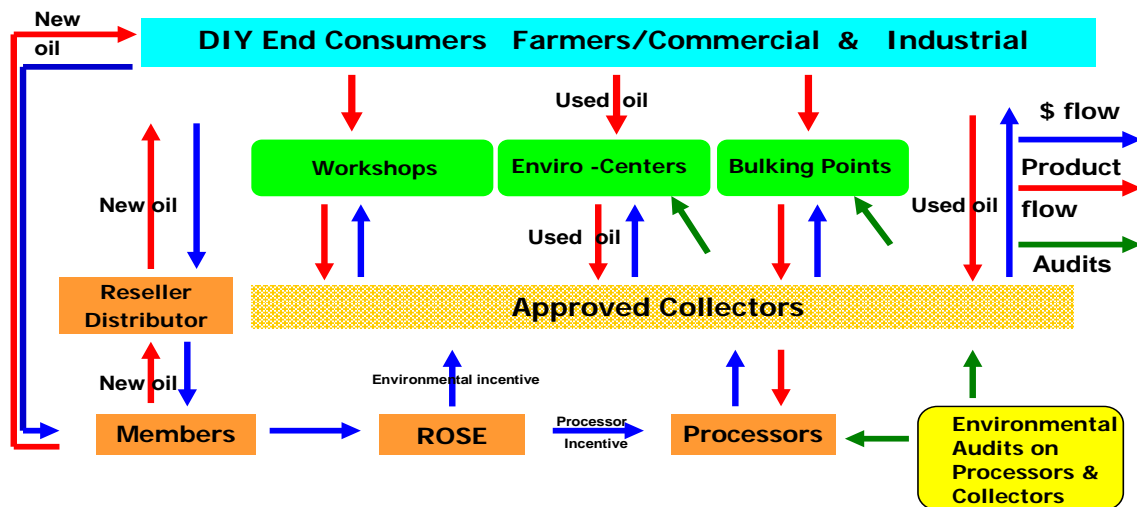 New
oil
DIY End Consumers Farmers/Commercial & Industrial
Used oil
$ flow
Product
flow
Audits
Workshops
Enviro -Centers
Bulking Points
New oil
Used oil
Used oil
Reseller
Distributor
Approved Collectors
New oil
Environmental incentive
Members
ROSE
Processor
Incentive
Processors
Environmental
Audits on
Processors &
Collectors